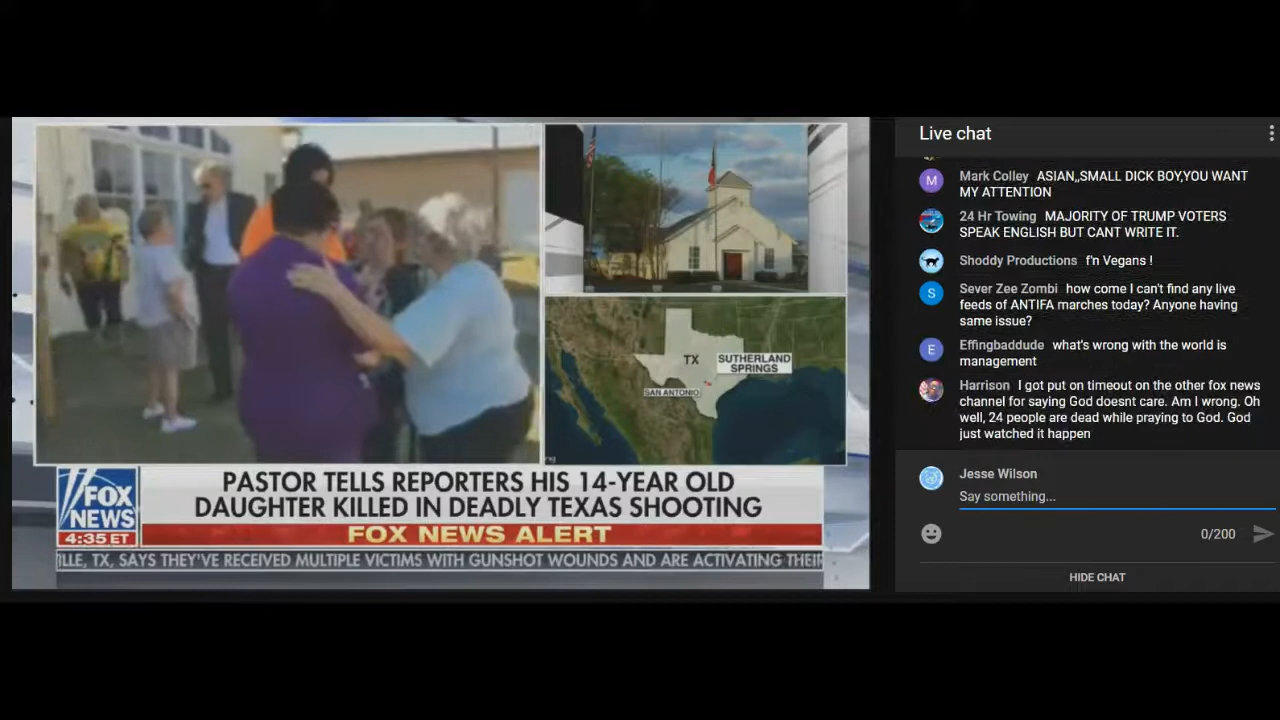 TX
SUTHERLAND
SPRINGS
SAN ANTONIO
PASTOR TELLS REPORTERS HIS 14-YEAR OLD
DAUGHTER KILLED IN DEADLY TEXAS SHOOTING
FOX
NEWS
4:35 ET
FOX NEWS ALERT
ILLE, TX, SAYS THEY'VE RECEIVED MULTIPLE VICTIMS WITH GUNSHOT WOUNDS AND ARE ACTIVATING THEIR
Live chat
M
Mark Colley ASIAN,,SMALL DICK BOY,YOU WANT
MY ATTENTION
24 Hr Towing MAJORITY OF TRUMP VOTERS
SPEAK ENGLISH BUT CANT WRITE IT.
Shoddy Productions f'n Vegans !
S
Sever Zee Zombi how come I can't find any live
feeds of ANTIFA marches today? Anyone having
same issue?
E
Effingbaddude what's wrong with the world is
management
Harrison I got put on timeout on the other fox news
channel for saying God doesnt care. Am I wrong. Oh
well, 24 people are dead while praying to God. God
just watched it happen
Jesse Wilson
Say something...
0/200
HIDE CHAT